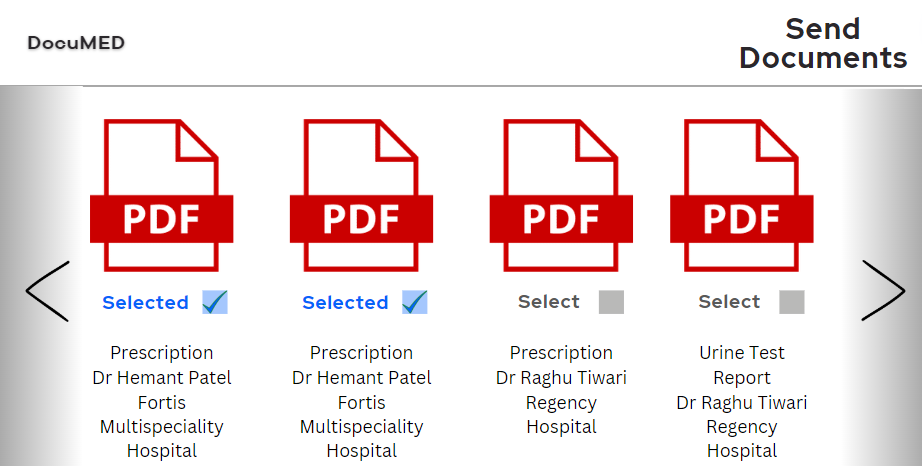 DocuMED
Send
Documents
PDF
PDF
PDF
PDF
Selected
Selected
Select
Select
Prescription
Dr Hemant Patel
Fortis
Multispeciality
Hospital
Prescription
Dr Hemant Patel
Fortis
Multispeciality
Hospital
Prescription
Dr Raghu Tiwari
Regency
Hospital
Urine Test
Report
Dr Raghu Tiwari
Regency
Hospital